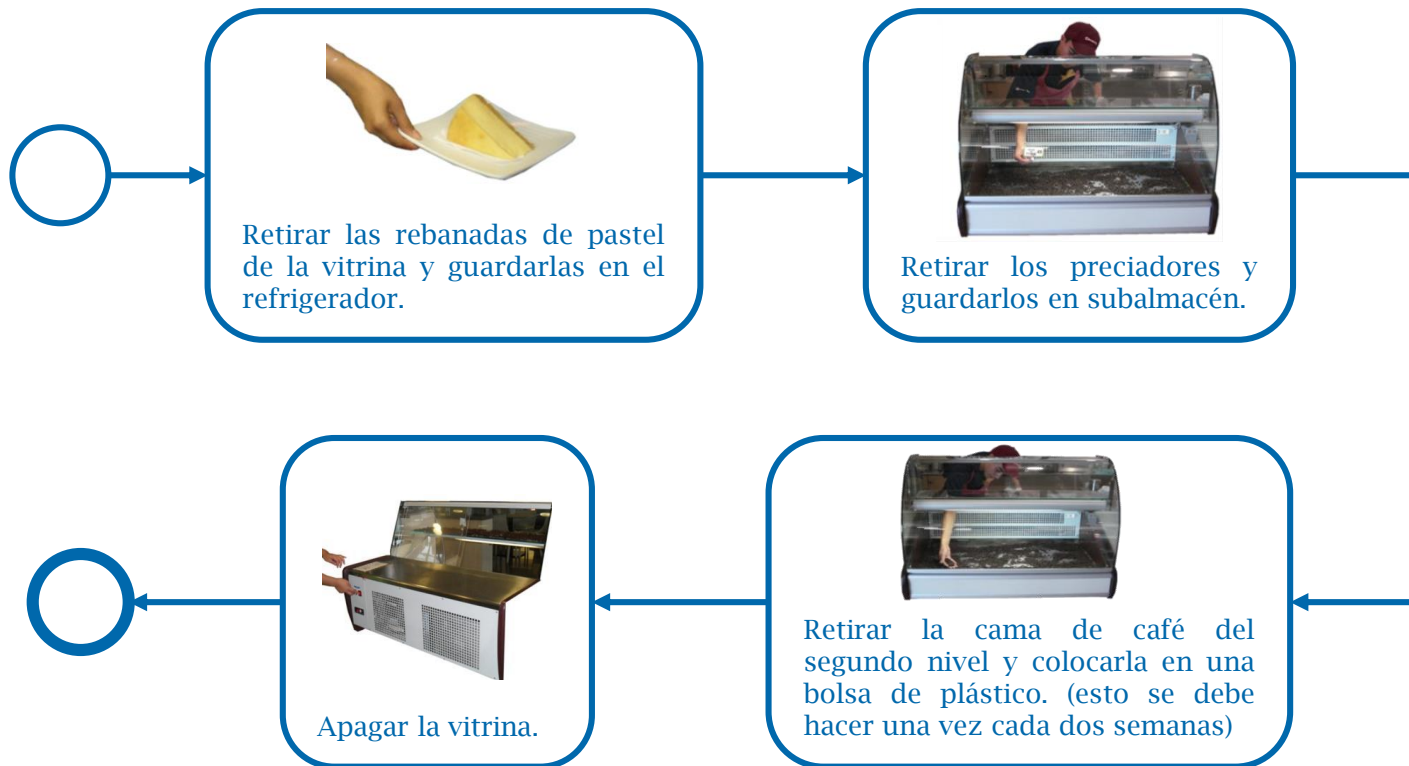 Retirar las rebanadas de pastel
de la vitrina y guardarlas en el
refrigerador.
Retirar los preciadores y
guardarlos en subalmacén.
Retirar la cama de café del
segundo nivel y colocarla en una
bolsa de plástico. (esto se debe
hacer una vez cada dos semanas)
Apagar la vitrina.